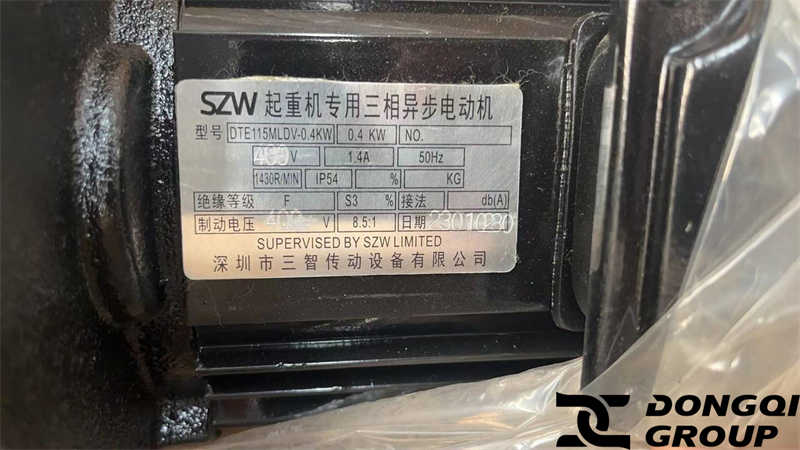 SZW 起重机专用三相异步电动机
型号 DTE115MLDV-0.4KW 0.4 KW NO.
400V 1.4A 50Hz
1430R/MIN IP54 % KG
绝缘等级 F S3 % 接法 db(A)
制动电压 400 V 8.5:1 日期
SUPERVISED BY SZW LIMITED
深圳市三智传动设备有限公司
DONGQI
GROUP